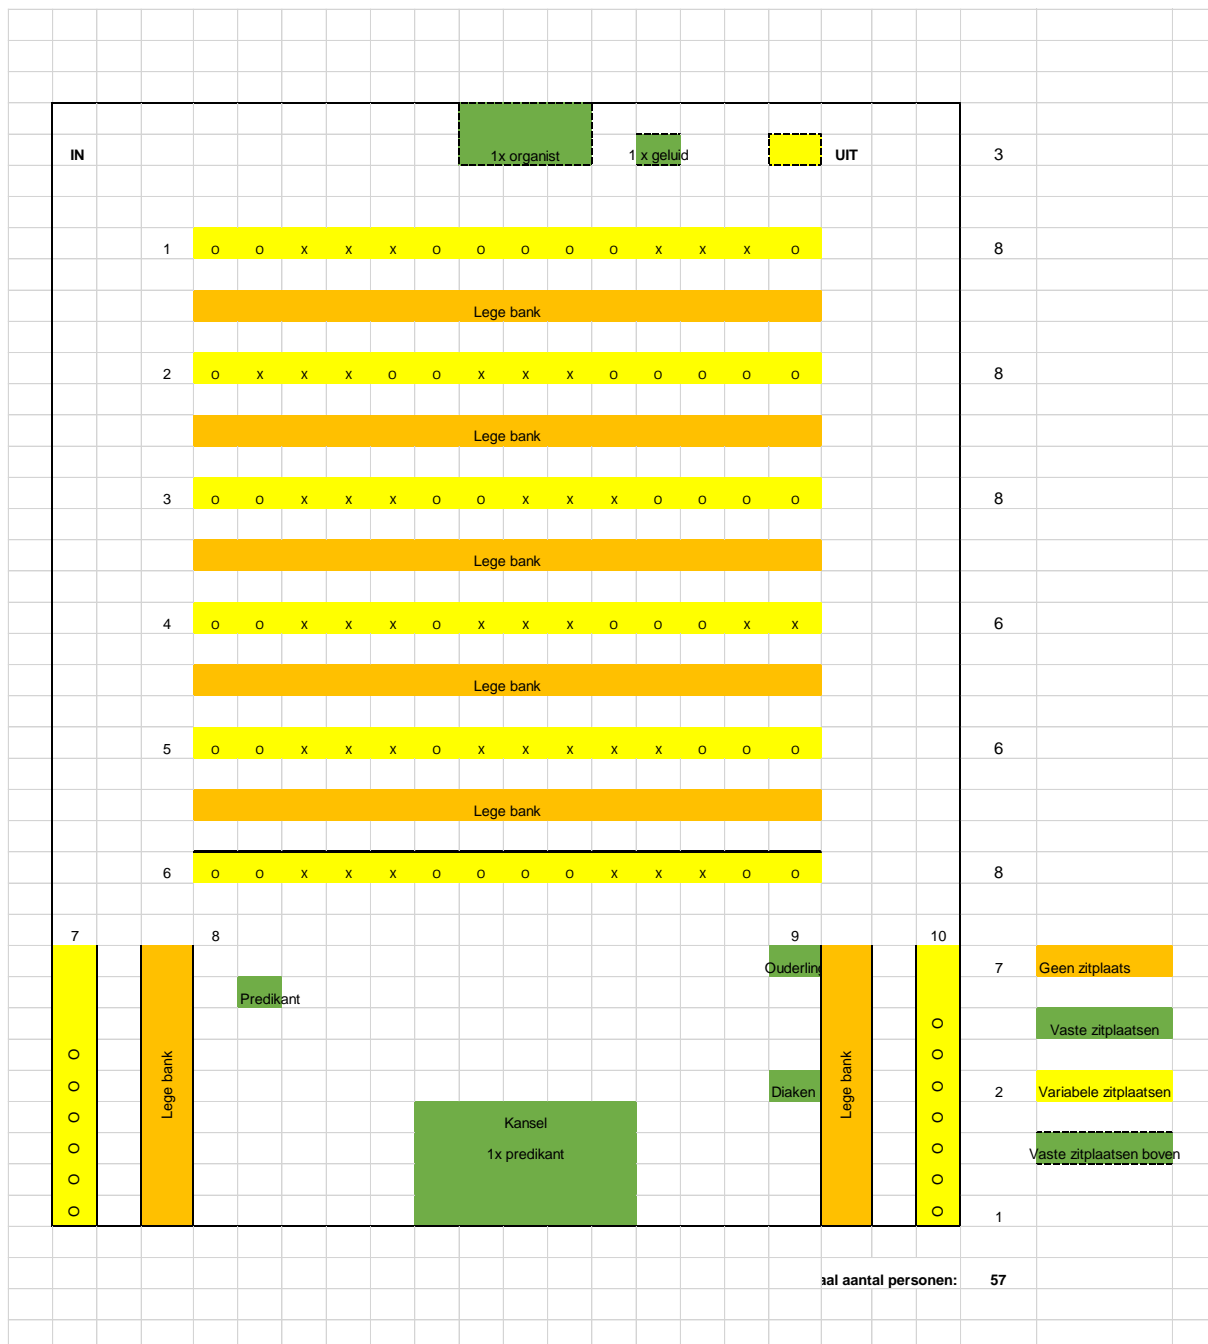 IN 1x organist 1 x geluid UIT 3
1 o o x x x o o o o o x x x o 8
Lege bank
2 o x x x o o x x x o o o o o 8
Lege bank
3 o o x x x o o x x x o o o o 8
Lege bank
4 o o x x x o x x x o o o x x 6
Lege bank
5 o o x x x o x x x x x o o o 6
Lege bank
6 o o x x x o o o o x x x o o 8
7 8 9 10
Ouderling 7 Geen zitplaats
Predikant
Vaste zitplaatsen
O O O O O O
Lege bank
Diaken
Lege bank
O O O O O O O
2 Variabele zitplaatsen
Kansel
1x predikant
Vaste zitplaatsen boven
1
aal aantal personen: 57